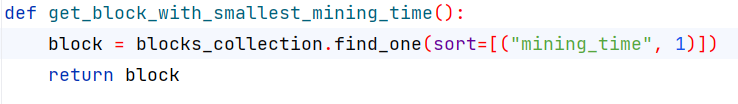 def get_block_with_smallest_mining_time():
    block = blocks_collection.find_one(sort=[("mining_time", 1)])
    return block